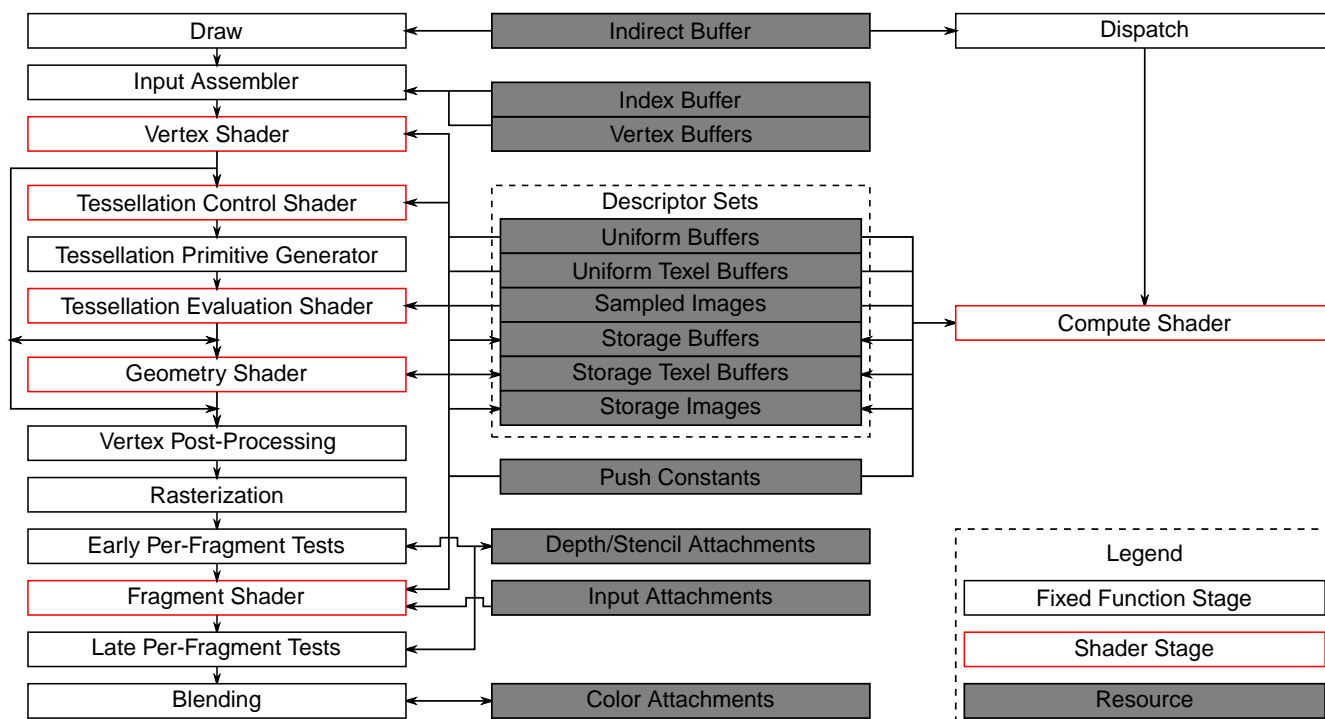 Draw
Indirect Buffer
Dispatch
Input Assembler
Index Buffer
Vertex Shader
Vertex Buffers
Tessellation Control Shader
Descriptor Sets
Uniform Buffers
Tessellation Primitive Generator
Uniform Texel Buffers
Tessellation Evaluation Shader
Sampled Images
Compute Shader
Storage Buffers
Geometry Shader
Storage Texel Buffers
Storage Images
Vertex Post-Processing
Push Constants
Rasterization
Early Per-Fragment Tests
Depth/Stencil Attachments
Legend
Fragment Shader
Input Attachments
Fixed Function Stage
Late Per-Fragment Tests
Shader Stage
Blending
Color Attachments
Resource